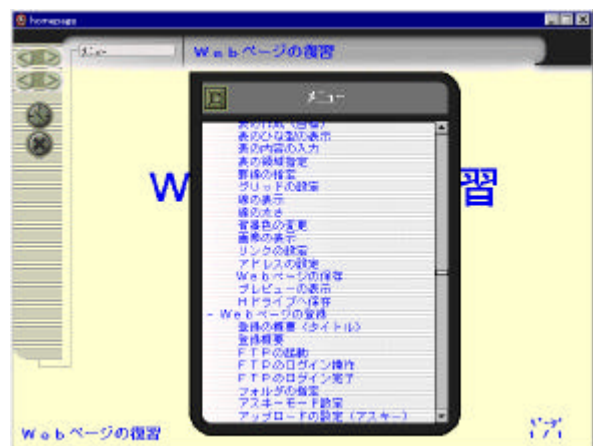 homepage
メニュー
Ｗｅｂページの復習
メニュー
表の作成（目標）
表のひな型の表示
表の内容の入力
表の領域指定
罫線の指定
グリッドの設定
線の表示
線の太さ
背景色の変更
画像の表示
リンクの設定
アドレスの設定
Ｗｅｂページの保存
プレビューの表示
Ｈドライブへ保存
- Ｗｅｂページの登録
登録の概要（タイトル）
登録概要
ＦＴＰの起動
ＦＴＰのログイン操作
ＦＴＰのログイン完了
フォルダの指定
アスキーモード設定
アップロードの設定（アスキー）
Ｗ 習
Ｗｅｂページの復習
ページ
1 / 1